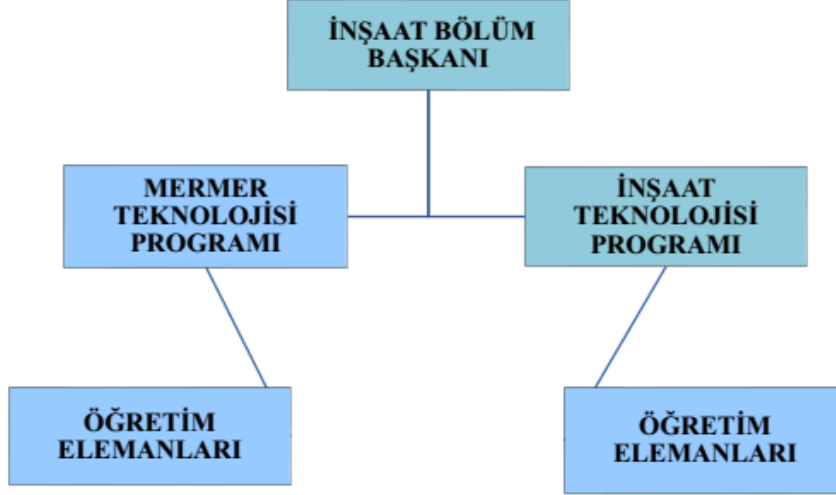 İNŞAAT BÖLÜM
BAŞKANI
MERMER
TEKNOLOJİSİ
PROGRAMI
İNŞAAT
TEKNOLOJİSİ
PROGRAMI
ÖĞRETİM
ELEMANLARI
ÖĞRETİM
ELEMANLARI